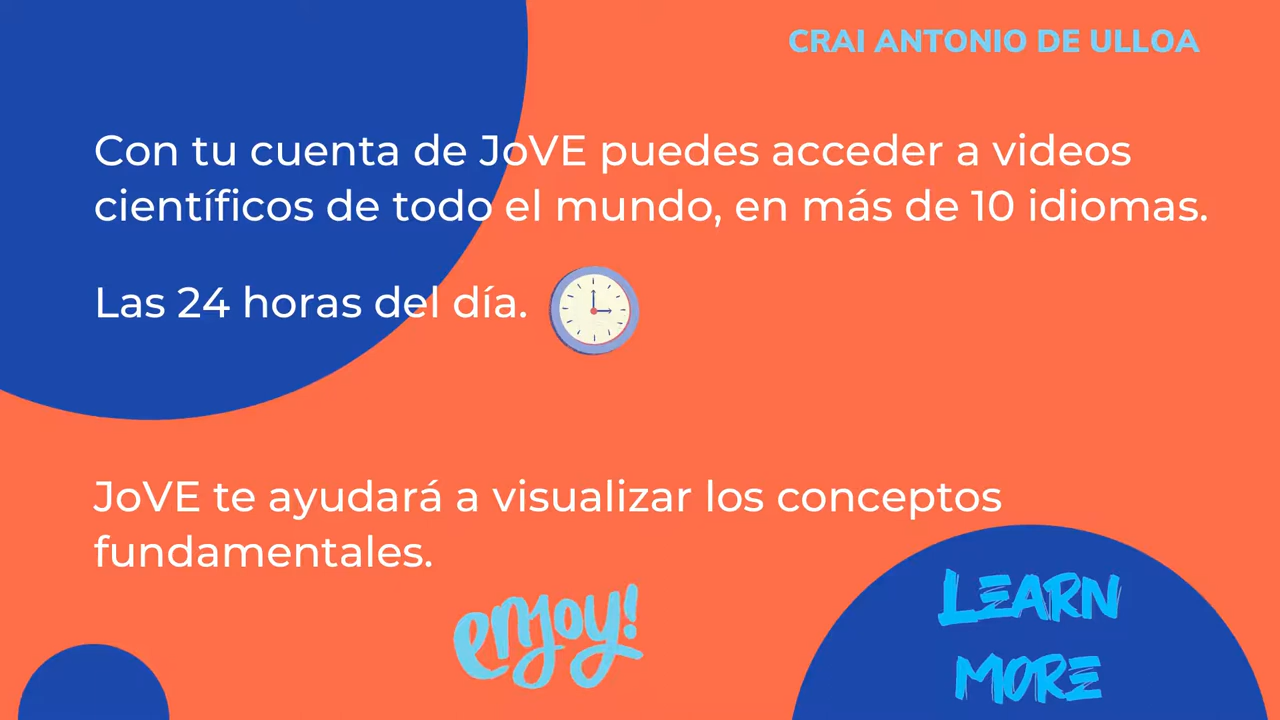 CRAI ANTONIO DE ULLOA
Con tu cuenta de JoVE puedes acceder a videos
científicos de todo el mundo, en más de 10 idiomas.
Las 24 horas del día.
JoVE te ayudará a visualizar los conceptos
fundamentales.
enjoy!
LEARN
MORE